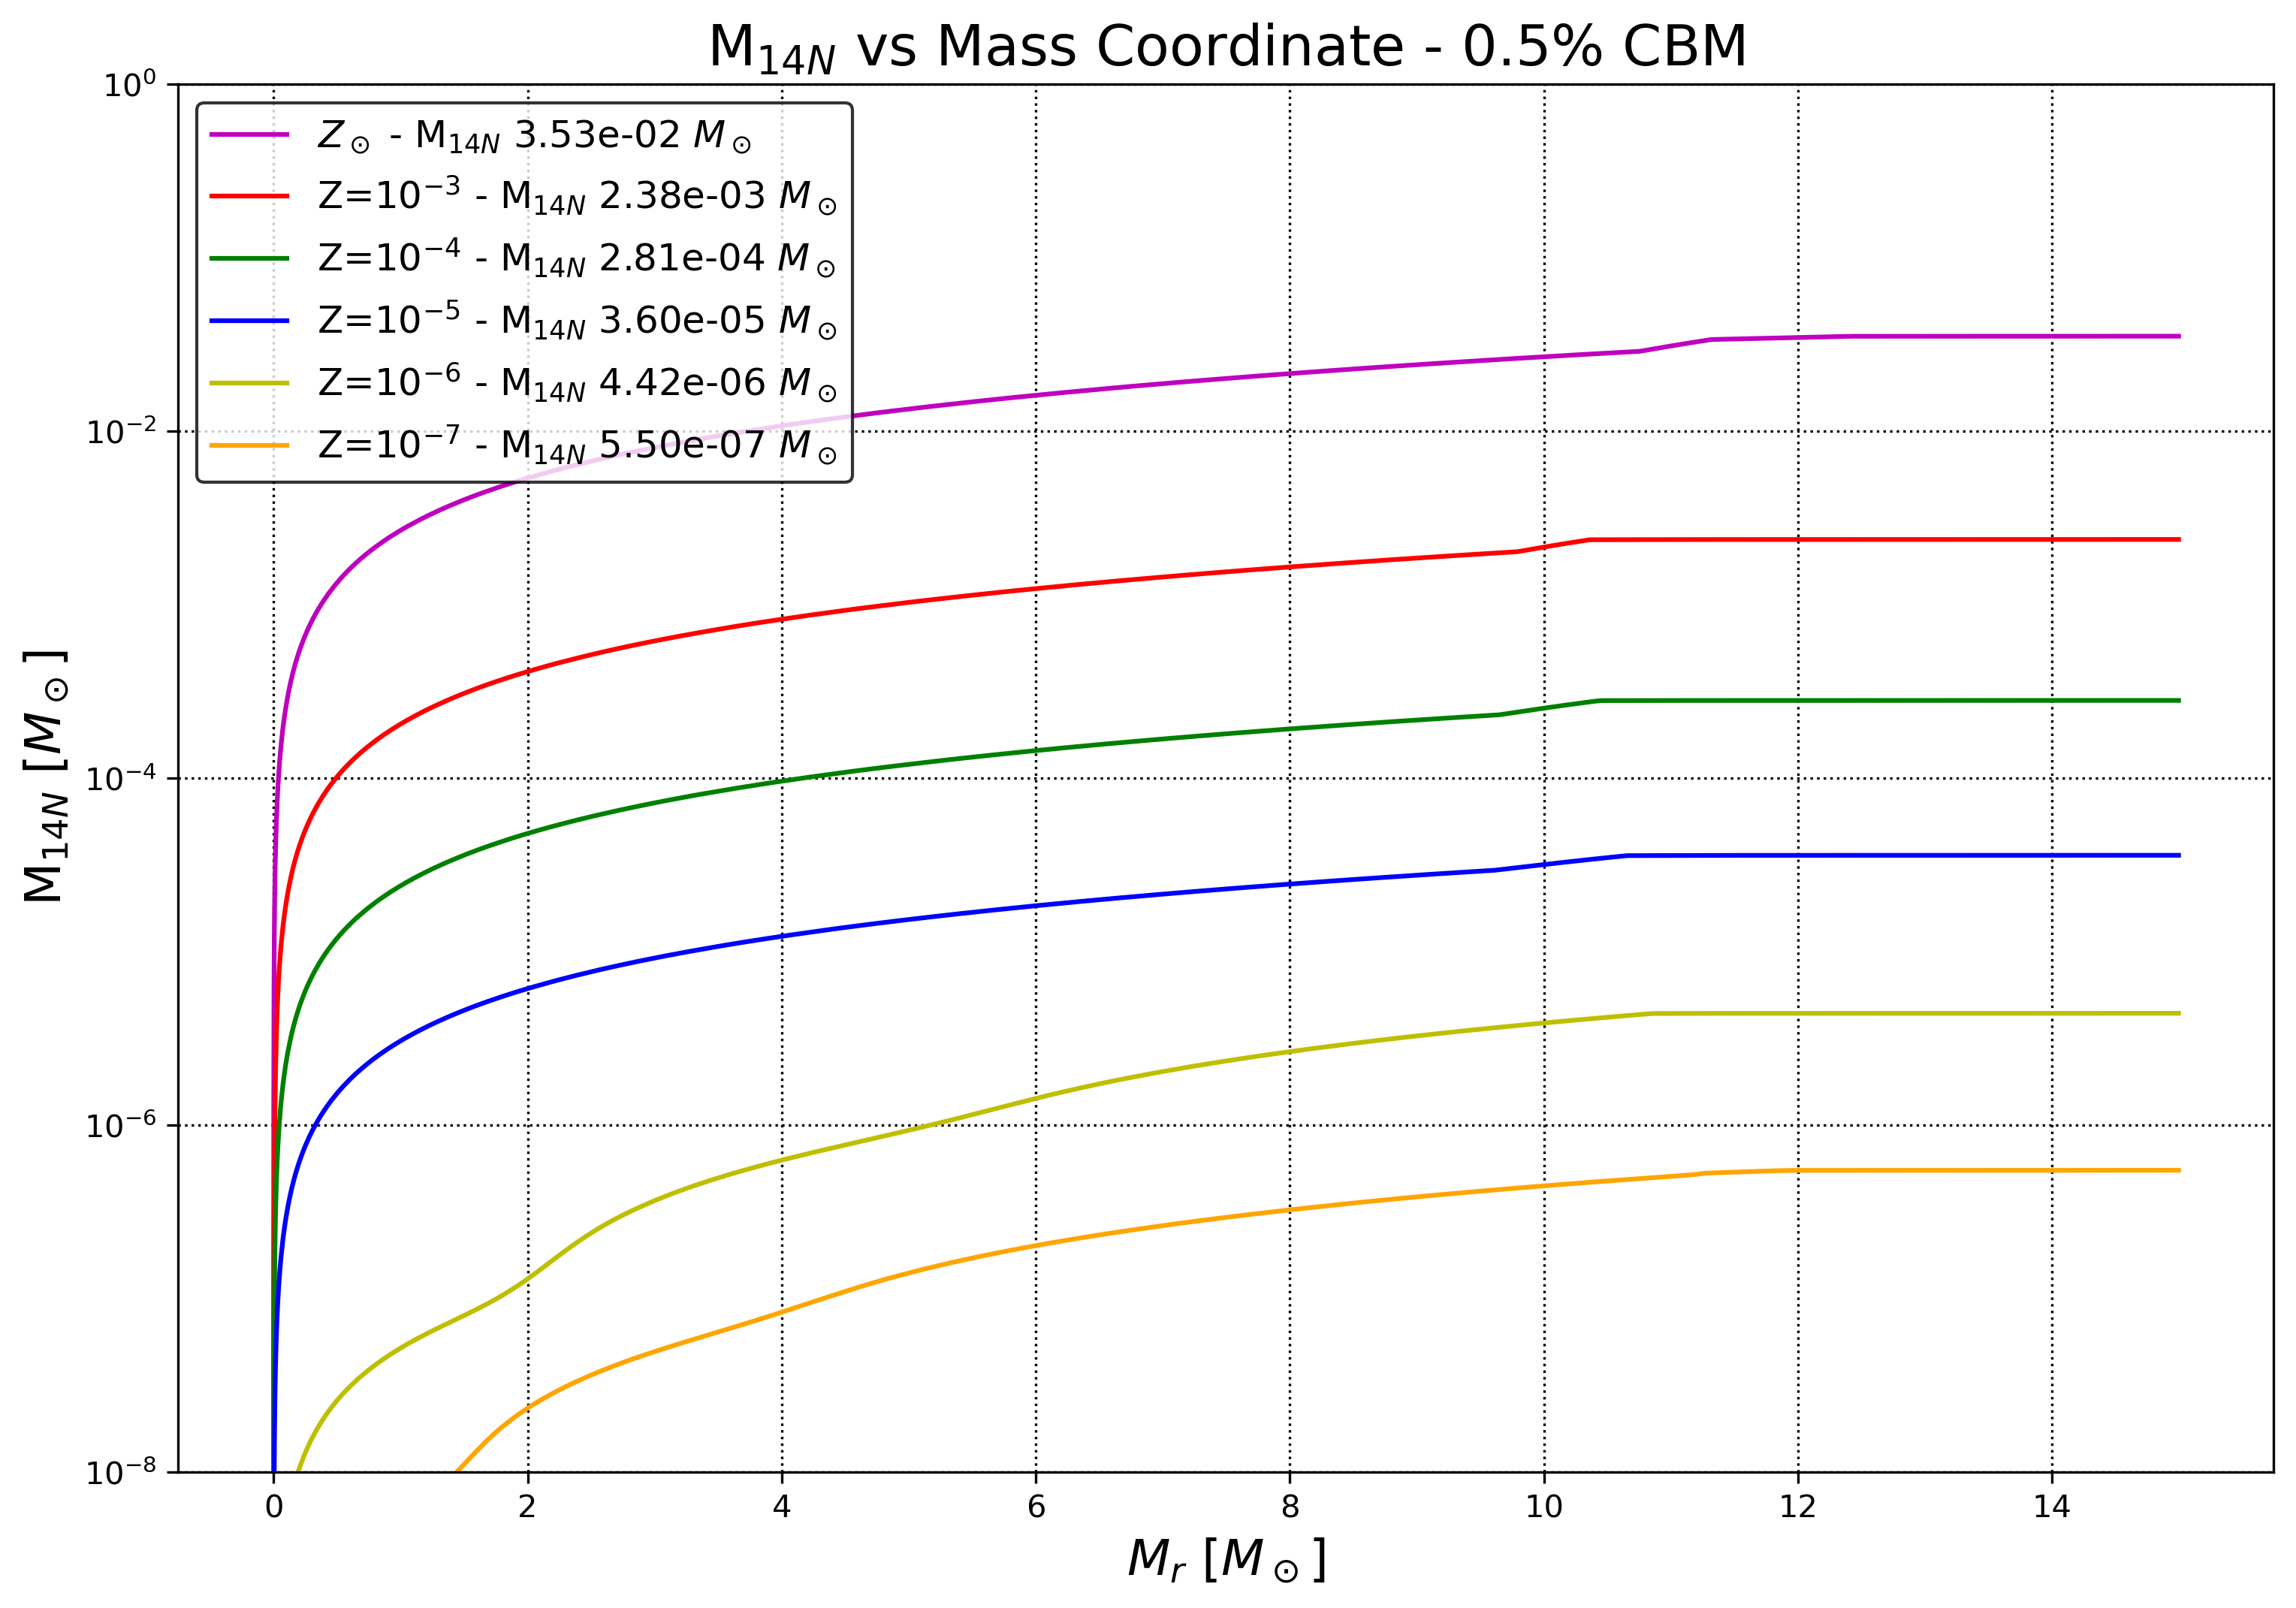 M₁₄N vs Mass Coordinate - 0.5% CBM
10⁰
10⁻²
10⁻⁴
10⁻⁶
10⁻⁸
M₁₄N [M⊙]
Z⊙ - M₁₄N 3.53e-02 M⊙
Z=10⁻³ - M₁₄N 2.38e-03 M⊙
Z=10⁻⁴ - M₁₄N 2.81e-04 M⊙
Z=10⁻⁵ - M₁₄N 3.60e-05 M⊙
Z=10⁻⁶ - M₁₄N 4.42e-06 M⊙
Z=10⁻⁷ - M₁₄N 5.50e-07 M⊙
0 2 4 6 8 10 12 14
Mᵣ [M⊙]